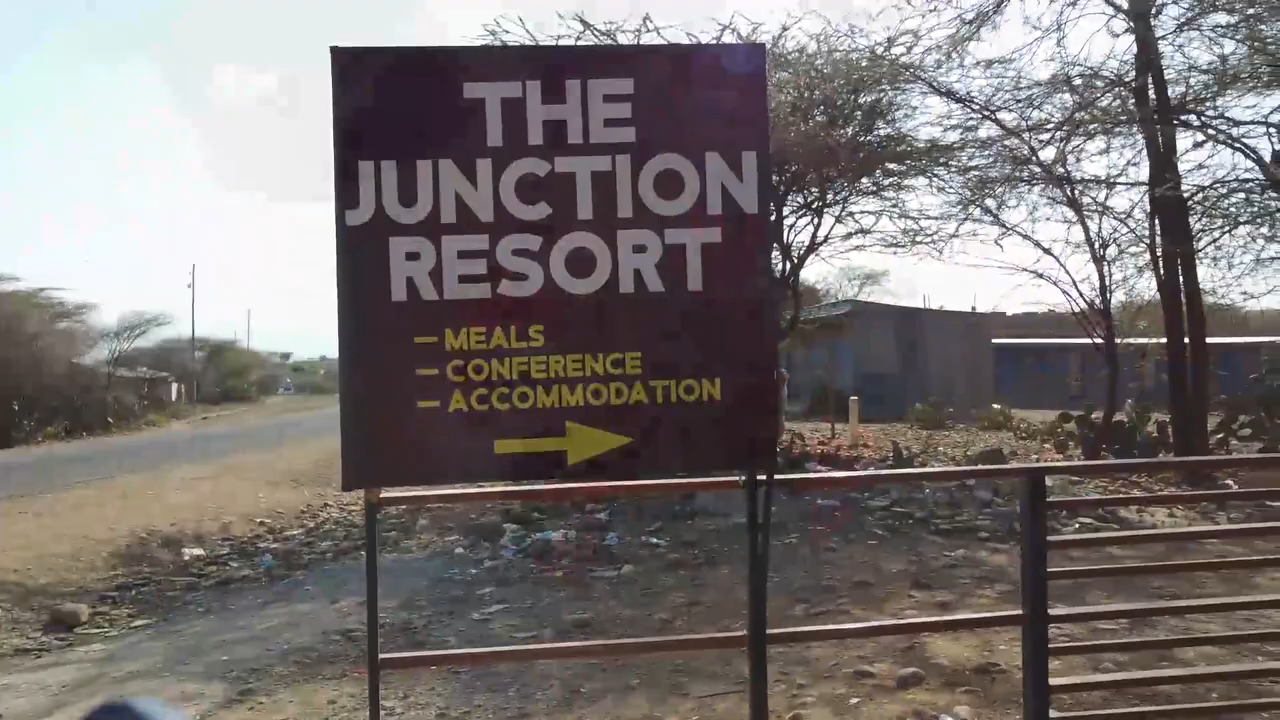 THE
JUNCTION
RESORT
– MEALS
– CONFERENCE
– ACCOMMODATION